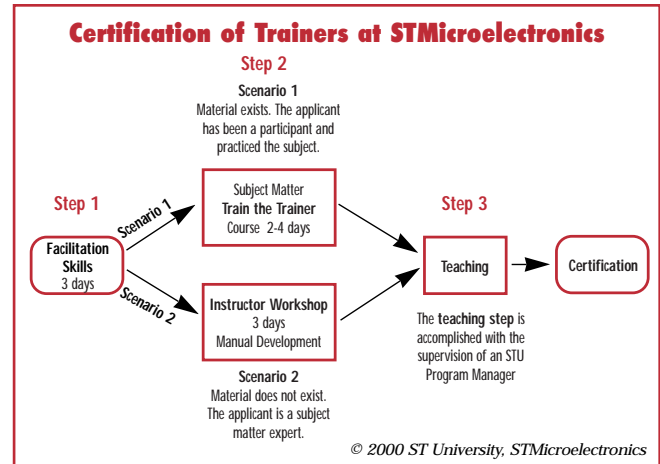 Certification of Trainers at STMicroelectronics
Step 2
Scenario 1
Material exists. The applicant
has been a participant and
practiced the subject.
Step 1
Scenario 1
Subject Matter
Train the Trainer
Course 2-4 days
Step 3
Facilitation
Skills
3 days
Teaching
Certification
Scenario 2
Instructor Workshop
3 days
Manual Development
The teaching step is
accomplished with the
supervision of an STU
Program Manager
Scenario 2
Material does not exist.
The applicant is a subject
matter expert.
© 2000 ST University, STMicroelectronics